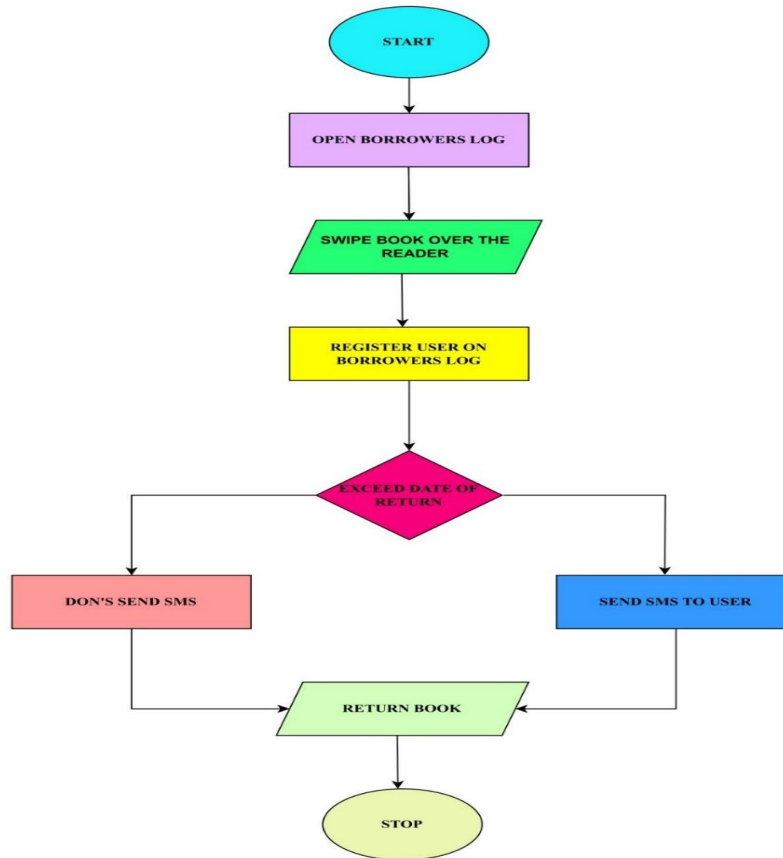 START
OPEN BORROWERS LOG
SWIPE BOOK OVER THE
READER
REGISTER USER ON
BORROWERS LOG
EXCEED DATE OF
RETURN
DON'S SEND SMS
SEND SMS TO USER
RETURN BOOK
STOP